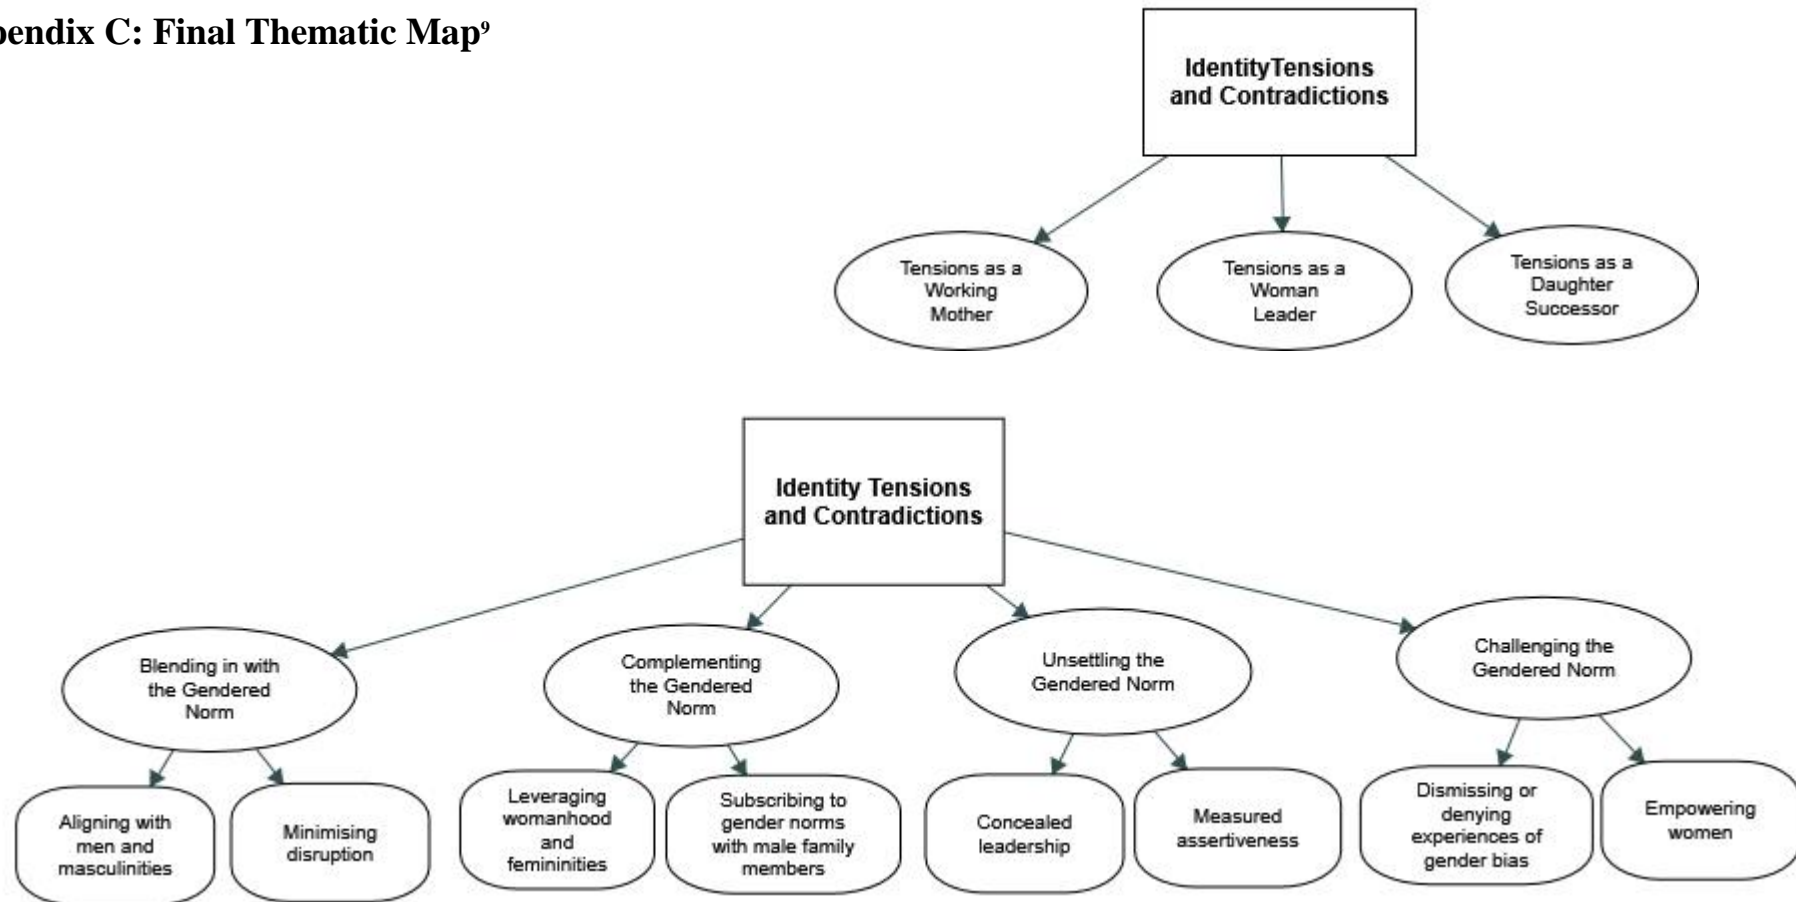 pendix C: Final Thematic Map⁹
IdentityTensions
and Contradictions
Tensions as a
Working
Mother
Tensions as a
Woman
Leader
Tensions as a
Daughter
Successor
Identity Tensions
and Contradictions
Blending in with
the Gendered
Norm
Complementing
the Gendered
Norm
Unsettling the
Gendered Norm
Challenging the
Gendered Norm
Aligning with
men and
masculinities
Minimising
disruption
Leveraging
womanhood
and
femininities
Subscribing to
gender norms
with male family
members
Concealed
leadership
Measured
assertiveness
Dismissing or
denying
experiences of
gender bias
Empowering
women